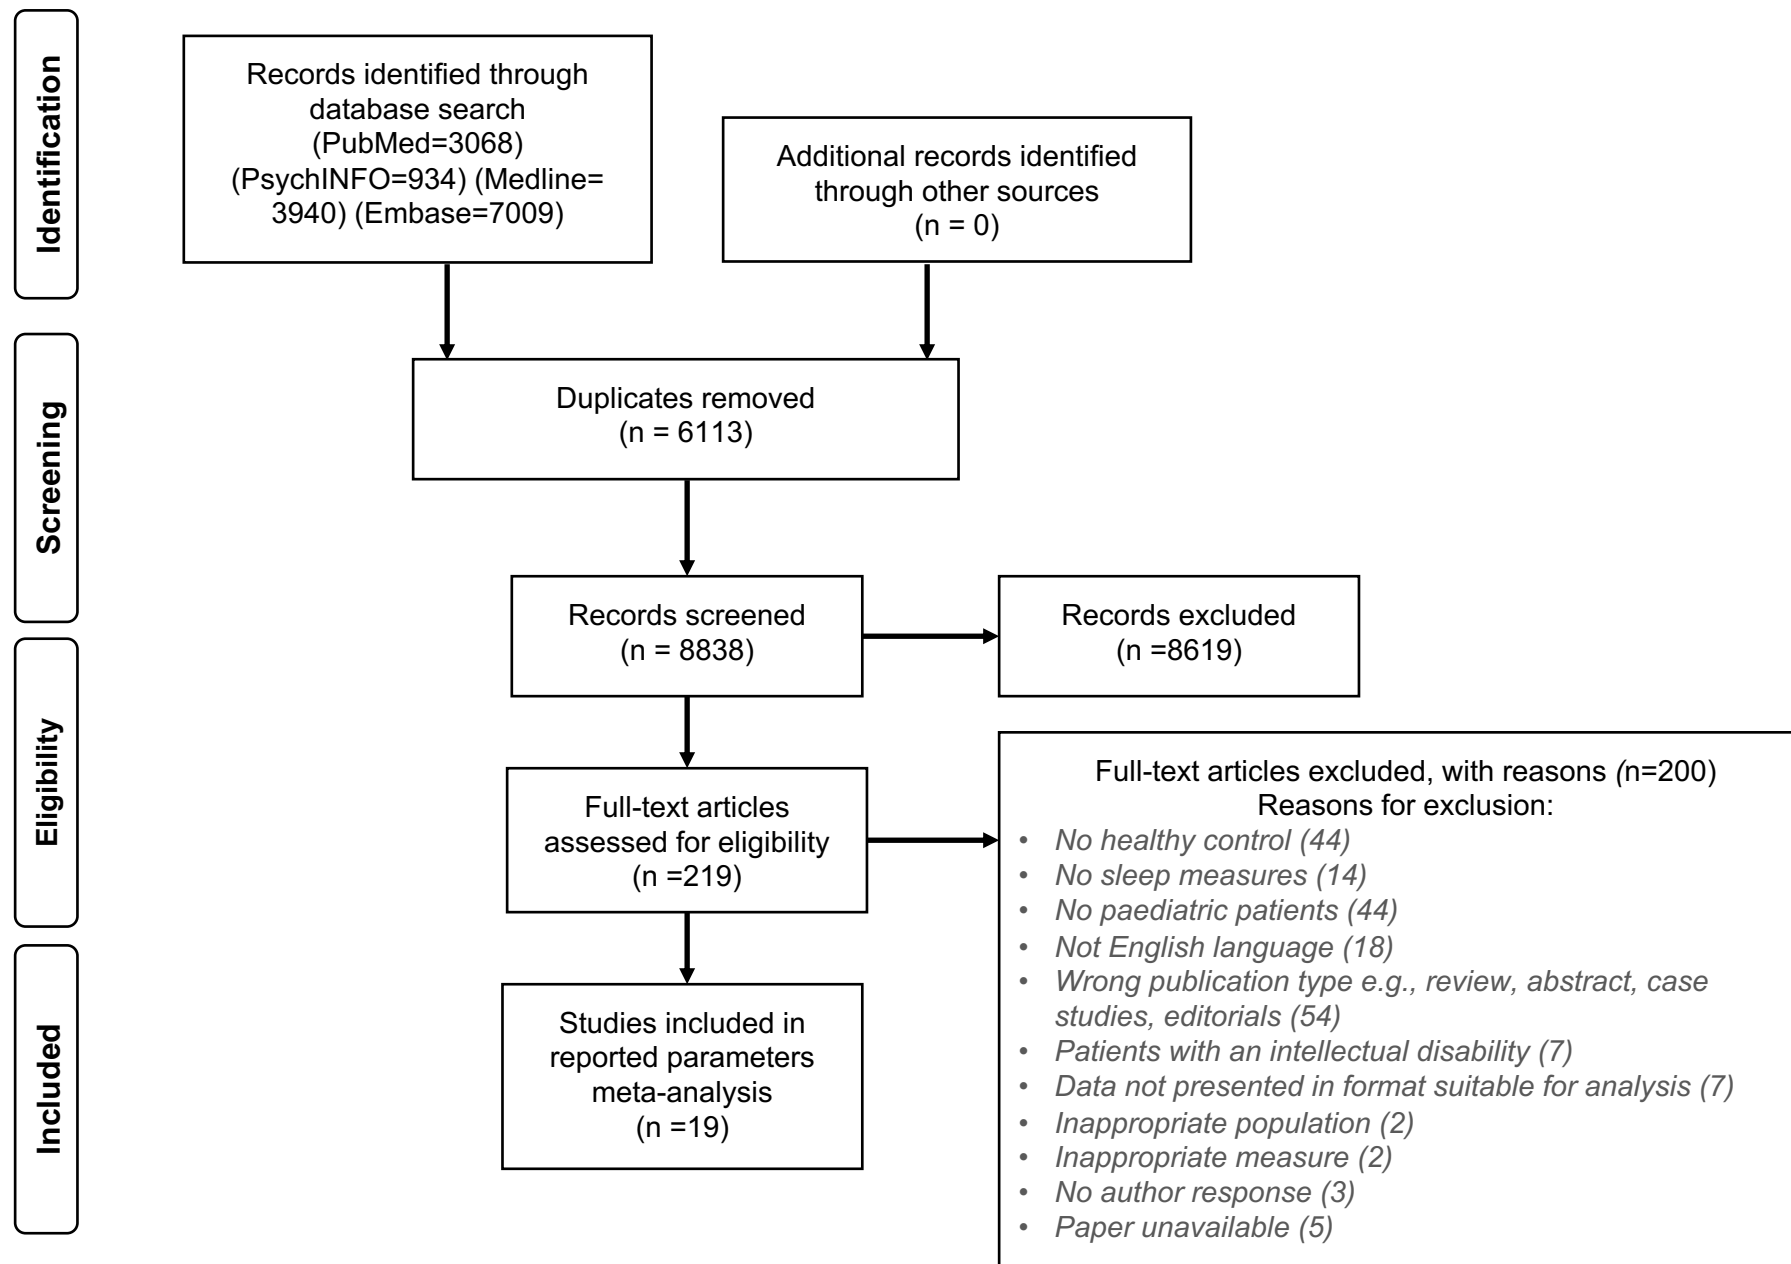 Identification
Records identified through
database search
(PubMed=3068)
(PsychINFO=934) (Medline=
3940) (Embase=7009)
Additional records identified
through other sources
(n = 0)
Screening
Duplicates removed
(n = 6113)
Records screened
(n = 8838)
Records excluded
(n =8619)
Eligibility
Full-text articles
assessed for eligibility
(n =219)
Full-text articles excluded, with reasons (n=200)
Reasons for exclusion:
• No healthy control (44)
• No sleep measures (14)
• No paediatric patients (44)
• Not English language (18)
• Wrong publication type e.g., review, abstract, case
studies, editorials (54)
• Patients with an intellectual disability (7)
• Data not presented in format suitable for analysis (7)
• Inappropriate population (2)
• Inappropriate measure (2)
• No author response (3)
• Paper unavailable (5)
Included
Studies included in
reported parameters
meta-analysis
(n =19)